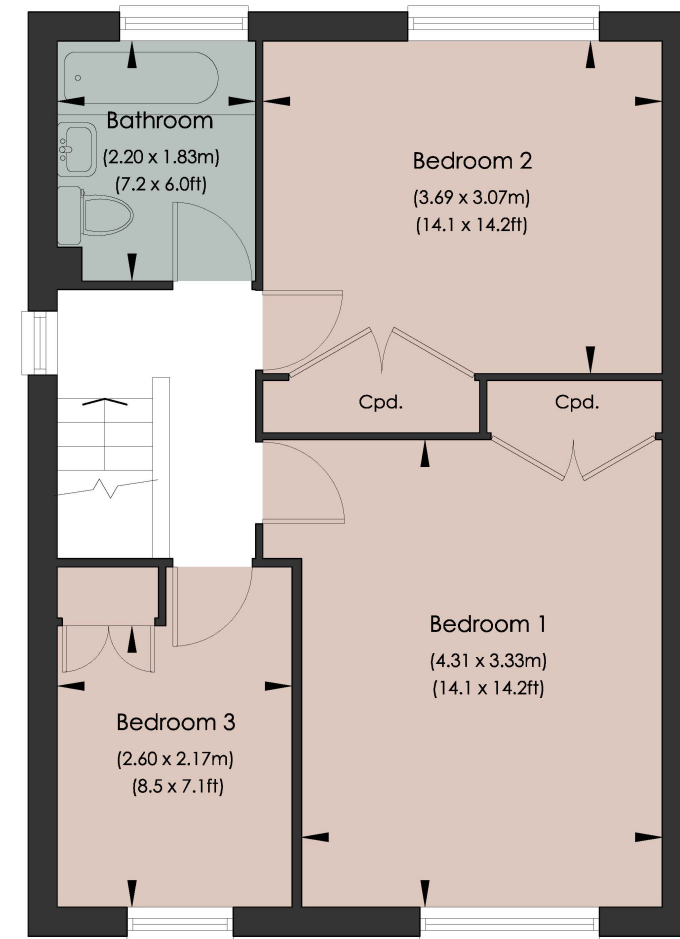 Bathroom
(2.20 x 1.83m)
(7.2 x 6.0ft)
Bedroom 2
(3.69 x 3.07m)
(14.1 x 14.2ft)
Cpd.
Cpd.
Bedroom 1
(4.31 x 3.33m)
(14.1 x 14.2ft)
Bedroom 3
(2.60 x 2.17m)
(8.5 x 7.1ft)